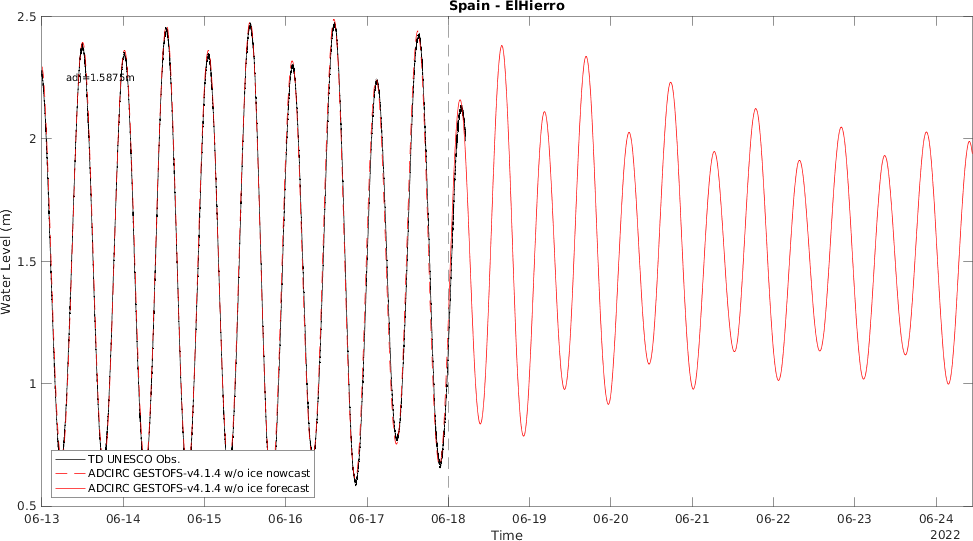 Spain - ElHierro
2.5
adj=1.5875m
2
1.5
Water Level (m)
1
TD UNESCO Obs.
ADCIRC GESTOFS-v4.1.4 w/o ice nowcast
ADCIRC GESTOFS-v4.1.4 w/o ice forecast
0.5
06-13 06-14 06-15 06-16 06-17 06-18 06-19 06-20 06-21 06-22 06-23 06-24
Time
2022